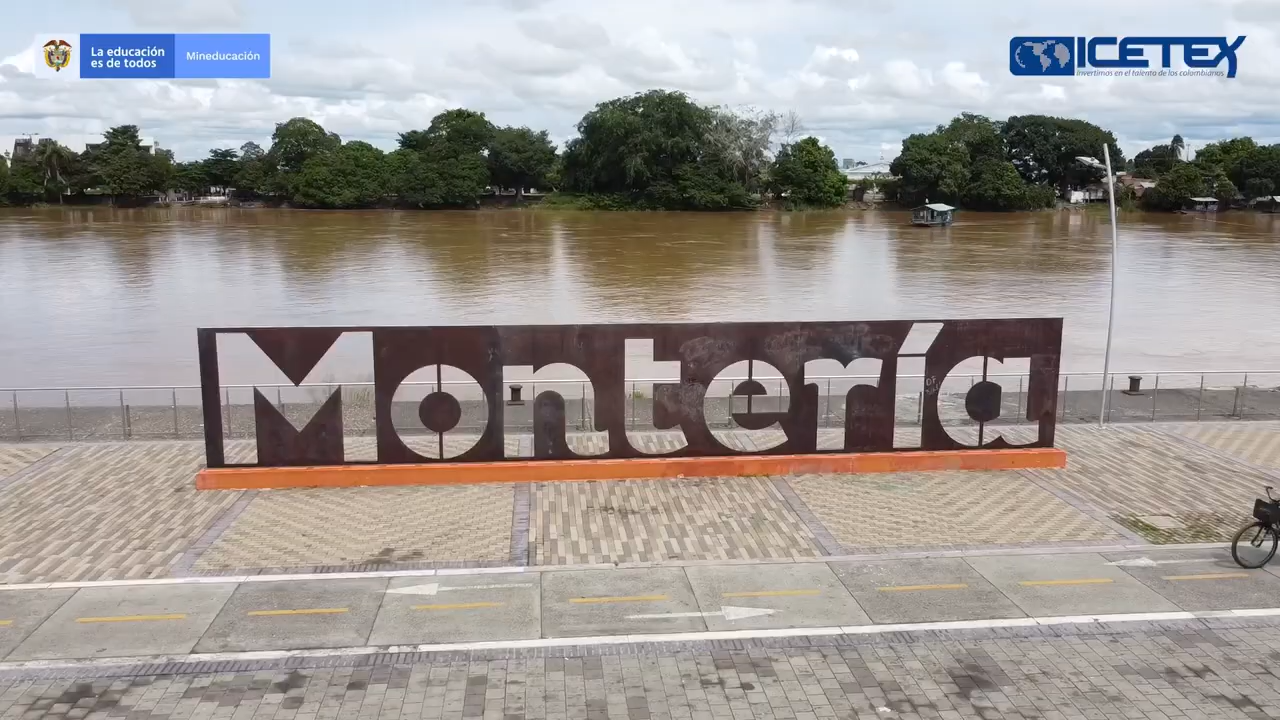 La educación
es de todos
Mineducación
ICETEX
Invertimos en el talento de los colombianos
Montería